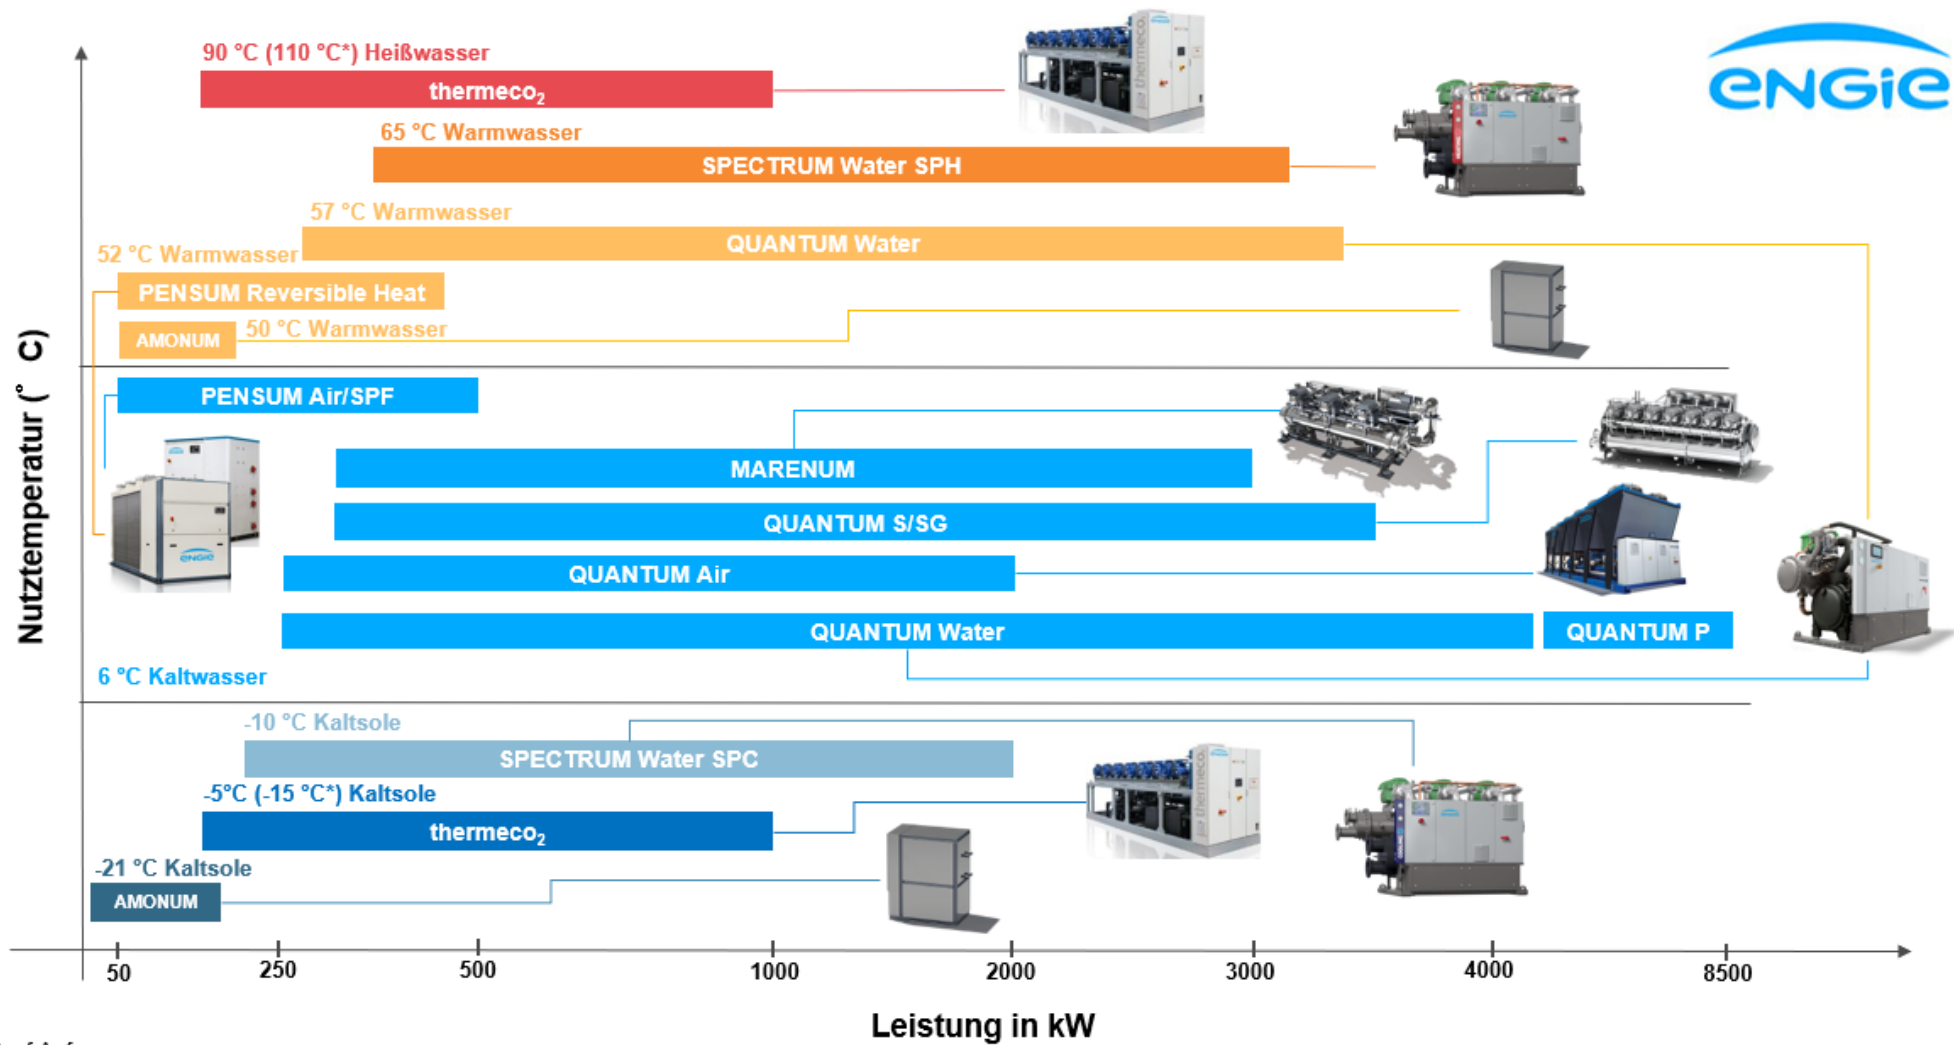 90 °C (110 °C*) Heißwasser
thermeco₂
ENGIE
65 °C Warmwasser
SPECTRUM Water SPH
57 °C Warmwasser
QUANTUM Water
52 °C Warmwasser
PENSUM Reversible Heat
50 °C Warmwasser
AMONUM
Nutztemperatur (° C)
PENSUM Air/SPF
MARENUM
QUANTUM S/SG
QUANTUM Air
QUANTUM Water
QUANTUM P
ENGIE
6 °C Kaltwasser
-10 °C Kaltsole
SPECTRUM Water SPC
-5°C (-15 °C*) Kaltsole
thermeco₂
-21 °C Kaltsole
AMONUM
50 250 500 1000 2000 3000 4000 8500
Leistung in kW